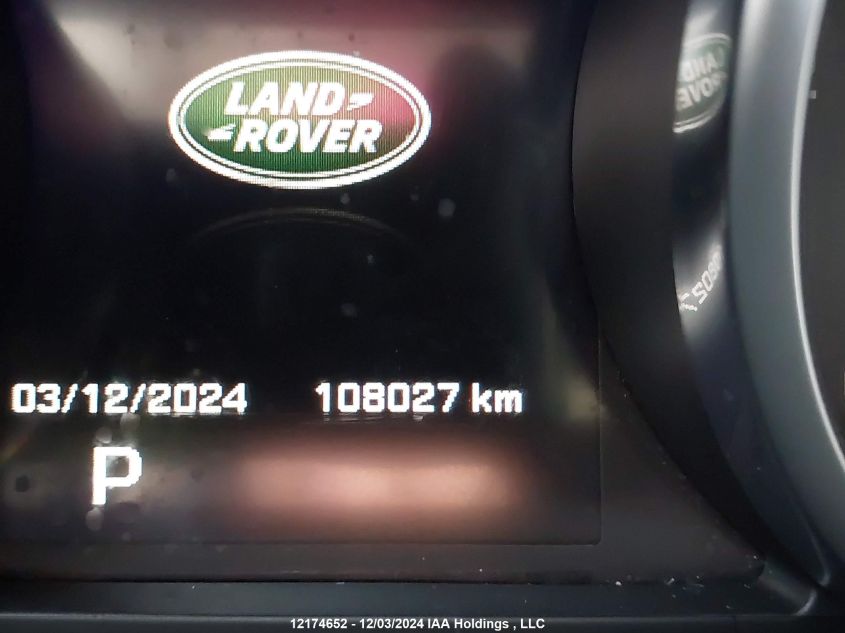 LAND
ROVER
03/12/2024 108027 km
P
12174652 - 12/03/2024 IAA Holdings , LLC